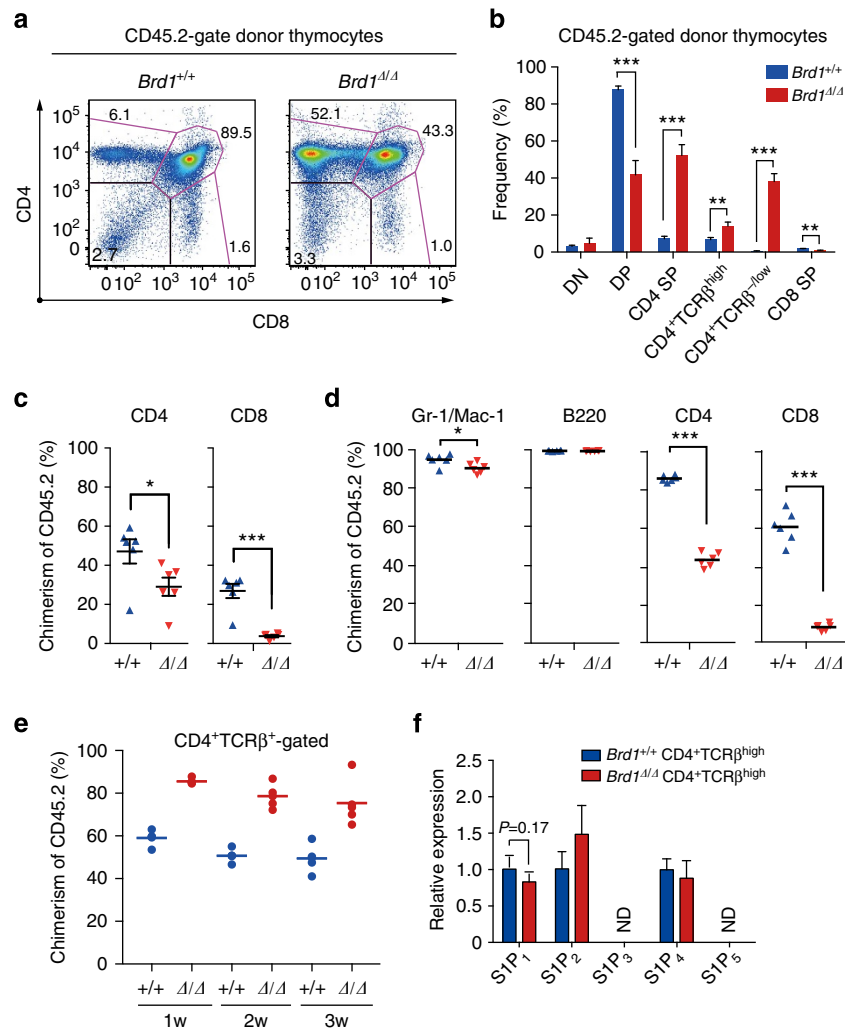 a
CD45.2-gate donor thymocytes
Brd1+/+ Brd1Δ/Δ
6.1 89.5
52.1 43.3
10⁵
10⁴
10³
10²
0
2.7 1.6
3.3 1.0
0 10² 10³ 10⁴ 10⁵
0 10² 10³ 10⁴ 10⁵
CD4
CD8
b
CD45.2-gated donor thymocytes
Brd1+/+
Brd1Δ/Δ
Frequency (%)
100
80
60
40
20
0
*** *** ** *** **
DN
DP
CD4 SP
CD4⁺TCRβhigh
CD4⁺TCRβ−/low
CD8 SP
c
CD4 CD8
Chimerism of CD45.2 (%)
100
80
60
40
20
0
* ***
+/+ Δ/Δ +/+ Δ/Δ
d
Gr-1/Mac-1 B220 CD4 CD8
Chimerism of CD45.2 (%)
100
80
60
40
20
0
* *** ***
+/+ Δ/Δ +/+ Δ/Δ +/+ Δ/Δ +/+ Δ/Δ
e
CD4⁺TCRβ⁺-gated
Chimerism of CD45.2 (%)
100
80
60
40
80
0
+/+ Δ/Δ +/+ Δ/Δ +/+ Δ/Δ
1w 2w 3w
f
Brd1+/+ CD4⁺TCRβhigh
Brd1Δ/Δ CD4⁺TCRβhigh
Relative expression
2.5
2.0
1.5
1.0
0.5
0
P=0.17
ND ND
S1P₁ S1P₂ S1P₃ S1P₄ S1P₅